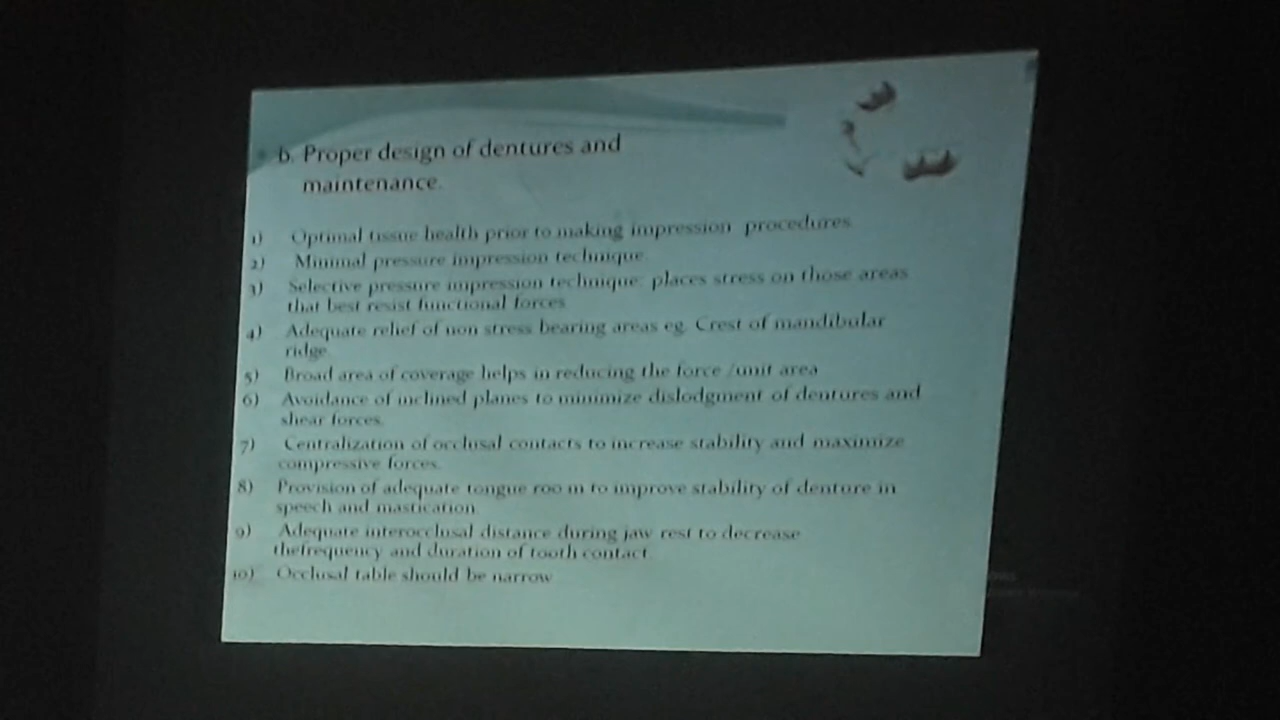 b. Proper design of dentures and
maintenance.
1) Optimal tissue health prior to making impression procedures
2) Minimal pressure impression technique
3) Selective pressure impression technique: places stress on those areas
that best resist functional forces
4) Adequate relief of non stress bearing areas eg. Crest of mandibular
ridge.
5) Broad area of coverage helps in reducing the force /unit area
6) Avoidance of inclined planes to minimize dislodgment of dentures and
shear forces.
7) Centralization of occlusal contacts to increase stability and maximize
compressive forces.
8) Provision of adequate tongue roo m to improve stability of denture in
speech and mastication
9) Adequate interocclusal distance during jaw rest to decrease
thefrequency and duration of tooth contact
10) Occlusal table should be narrow